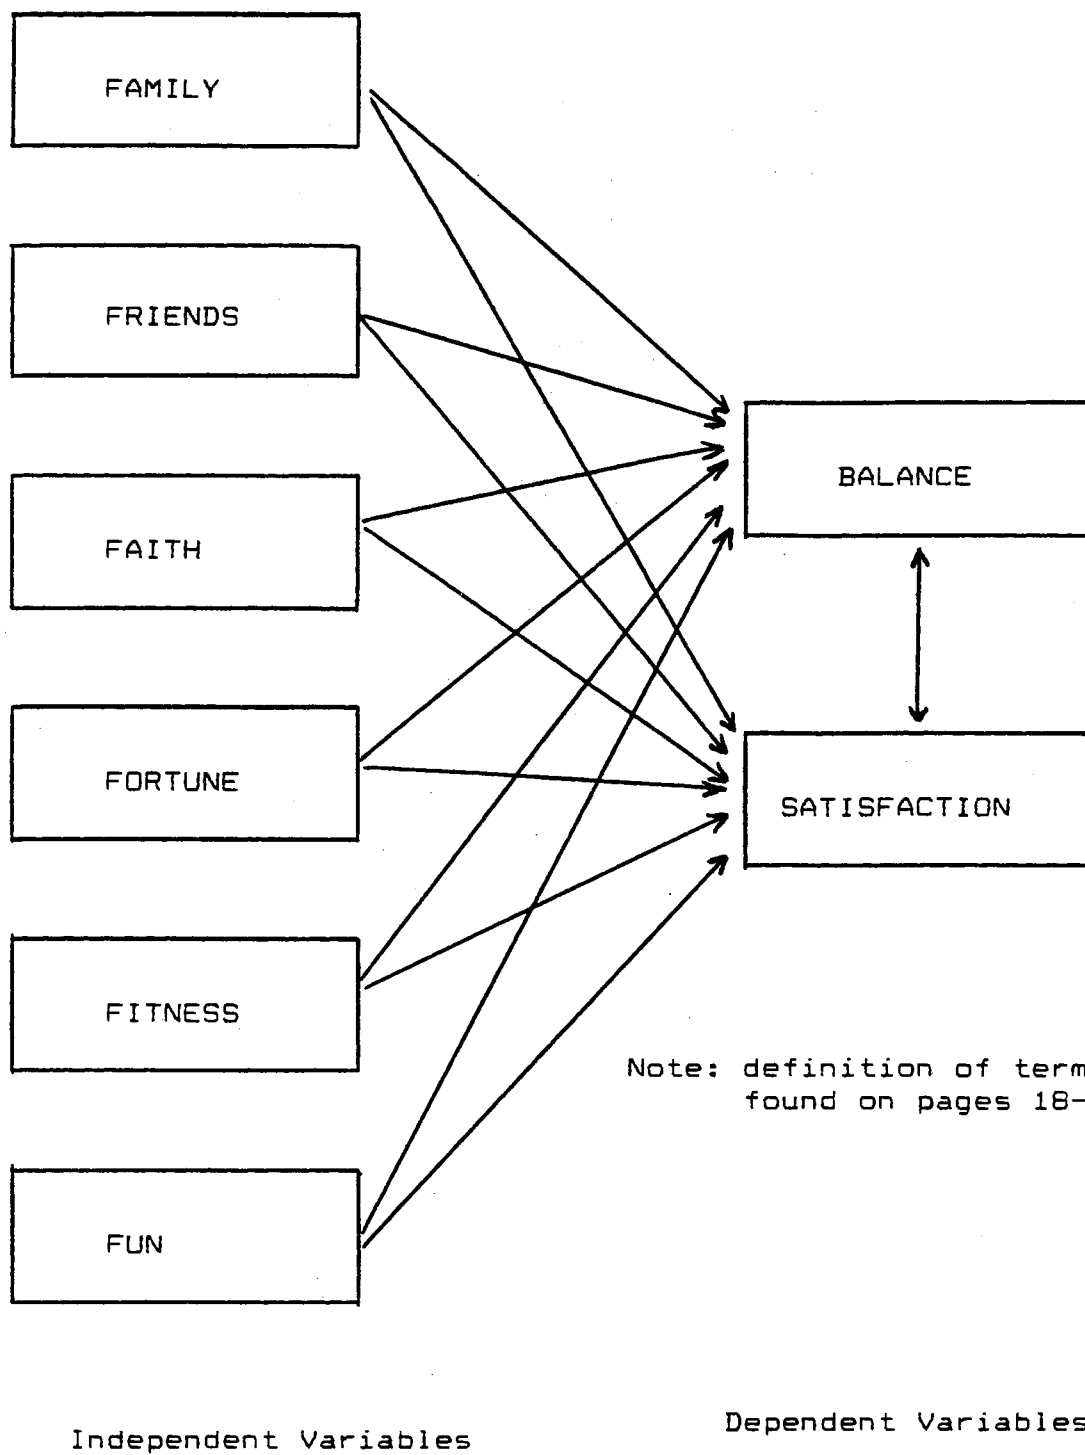 FAMILY
FRIENDS
FAITH
FORTUNE
FITNESS
FUN
BALANCE
SATISFACTION
Note: definition of term
found on pages 18-
Independent Variables
Dependent Variables